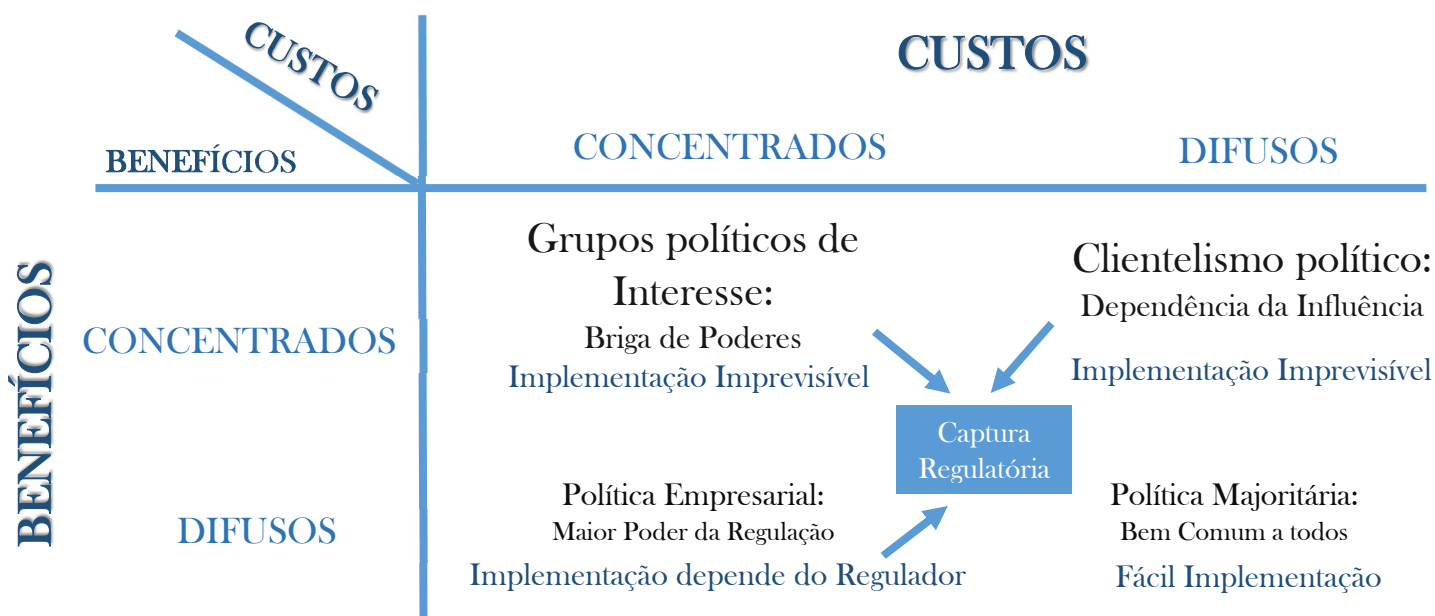 CUSTOS
CUSTOS
BENEFÍCIOS
CONCENTRADOS
DIFUSOS
BENEFÍCIOS
CONCENTRADOS
Grupos políticos de
Interesse:
Briga de Poderes
Implementação Imprevisível
Clientelismo político:
Dependência da Influência
Implementação Imprevisível
Captura
Regulatória
DIFUSOS
Política Empresarial:
Maior Poder da Regulação
Implementação depende do Regulador
Política Majoritária:
Bem Comum a todos
Fácil Implementação